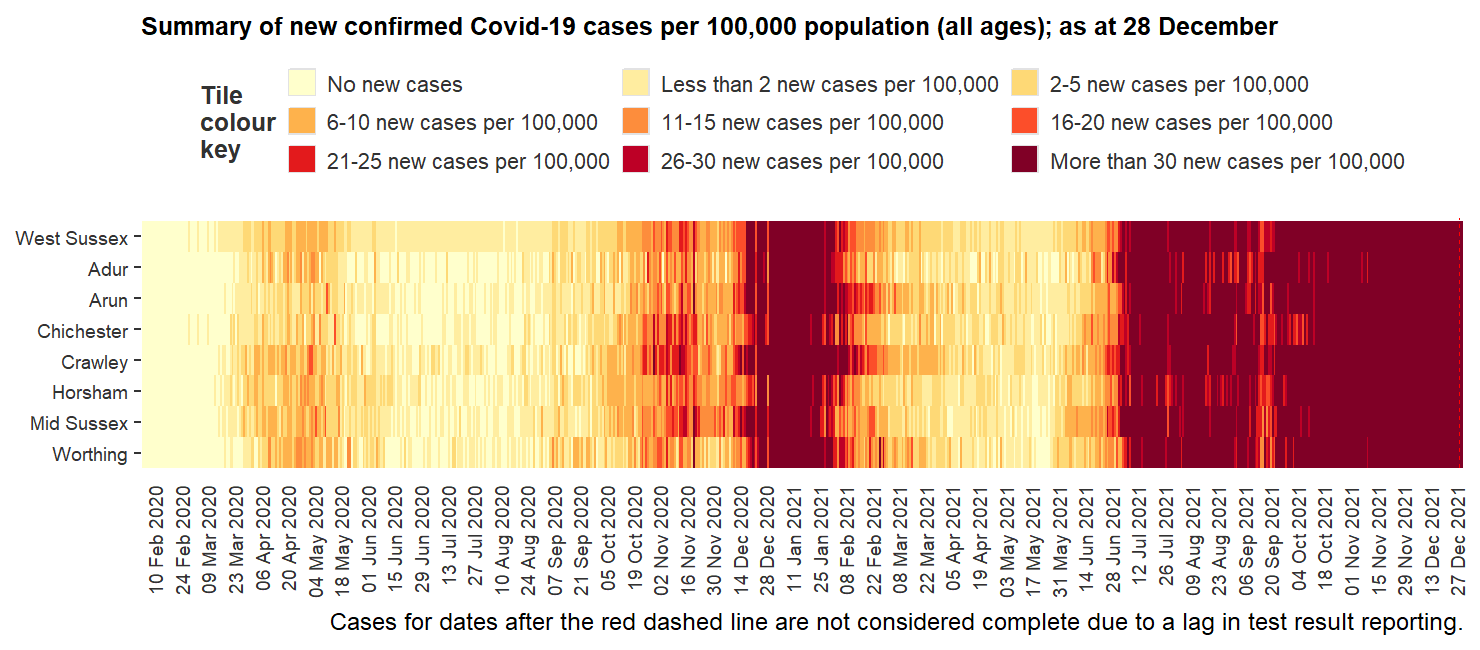 Summary of new confirmed Covid-19 cases per 100,000 population (all ages); as at 28 December
Tile
colour
key
No new cases
Less than 2 new cases per 100,000
2-5 new cases per 100,000
6-10 new cases per 100,000
11-15 new cases per 100,000
16-20 new cases per 100,000
21-25 new cases per 100,000
26-30 new cases per 100,000
More than 30 new cases per 100,000
West Sussex
Adur
Arun
Chichester
Crawley
Horsham
Mid Sussex
Worthing
10 Feb 2020
24 Feb 2020
09 Mar 2020
23 Mar 2020
06 Apr 2020
20 Apr 2020
04 May 2020
18 May 2020
01 Jun 2020
15 Jun 2020
29 Jun 2020
13 Jul 2020
27 Jul 2020
10 Aug 2020
24 Aug 2020
07 Sep 2020
21 Sep 2020
05 Oct 2020
19 Oct 2020
02 Nov 2020
16 Nov 2020
30 Nov 2020
14 Dec 2020
28 Dec 2020
11 Jan 2021
25 Jan 2021
08 Feb 2021
22 Feb 2021
08 Mar 2021
22 Mar 2021
05 Apr 2021
19 Apr 2021
03 May 2021
17 May 2021
31 May 2021
14 Jun 2021
28 Jun 2021
12 Jul 2021
26 Jul 2021
09 Aug 2021
23 Aug 2021
06 Sep 2021
20 Sep 2021
04 Oct 2021
18 Oct 2021
01 Nov 2021
15 Nov 2021
29 Nov 2021
13 Dec 2021
27 Dec 2021
Cases for dates after the red dashed line are not considered complete due to a lag in test result reporting.